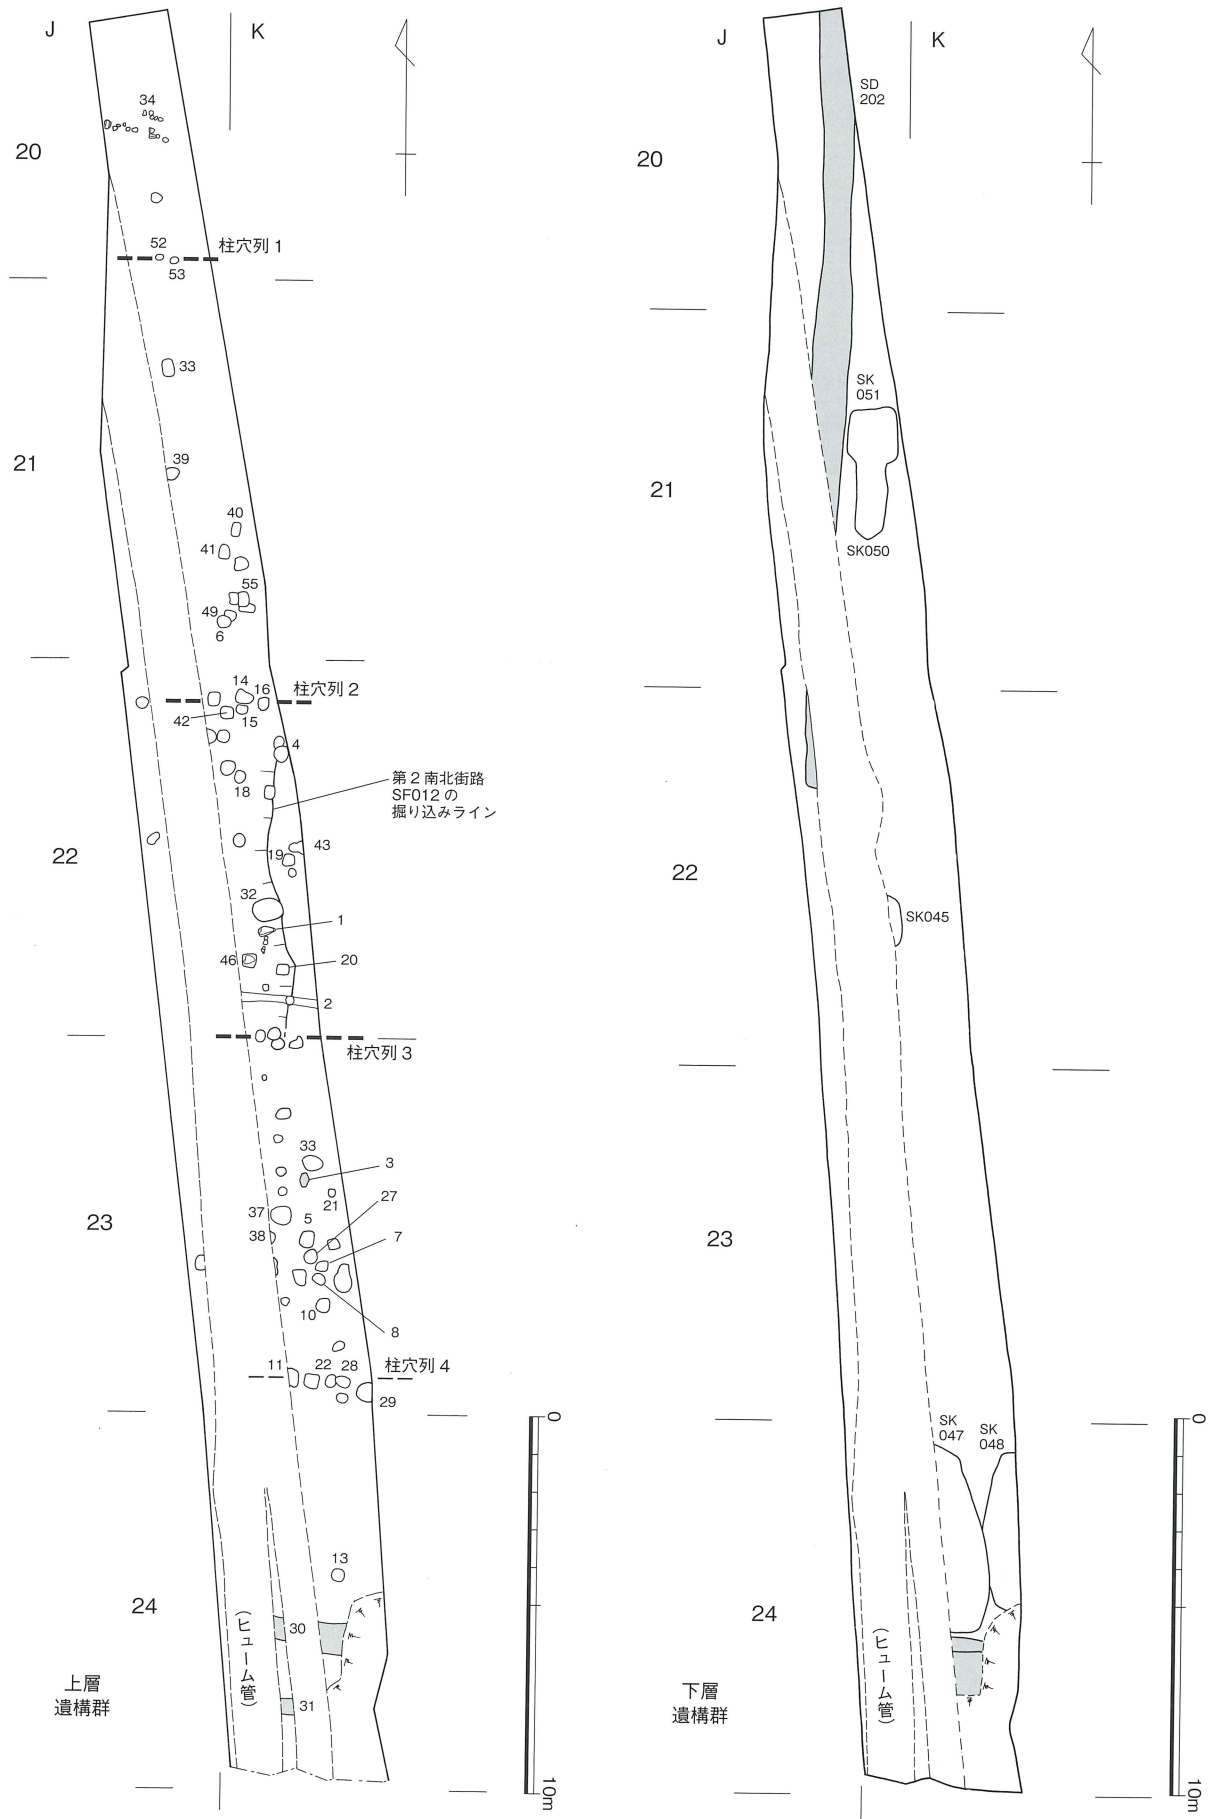 J
K
34
20
52
53
柱穴列 1
33
39
21
40
41
55
49
6
14
16
柱穴列 2
42
15
4
18
第 2 南北街路
SF012 の
掘り込みライン
43
19
22
32
1
46
20
2
柱穴列 3
33
3
21
27
37
5
23
38
7
10
8
11
22
28
柱穴列 4
29
0
13
24
30
(ヒューム管)
31
上層
遺構群
10m
J
K
SD
202
20
SK
051
21
SK050
22
SK045
23
SK
047
SK
048
0
24
(ヒューム管)
下層
遺構群
10m